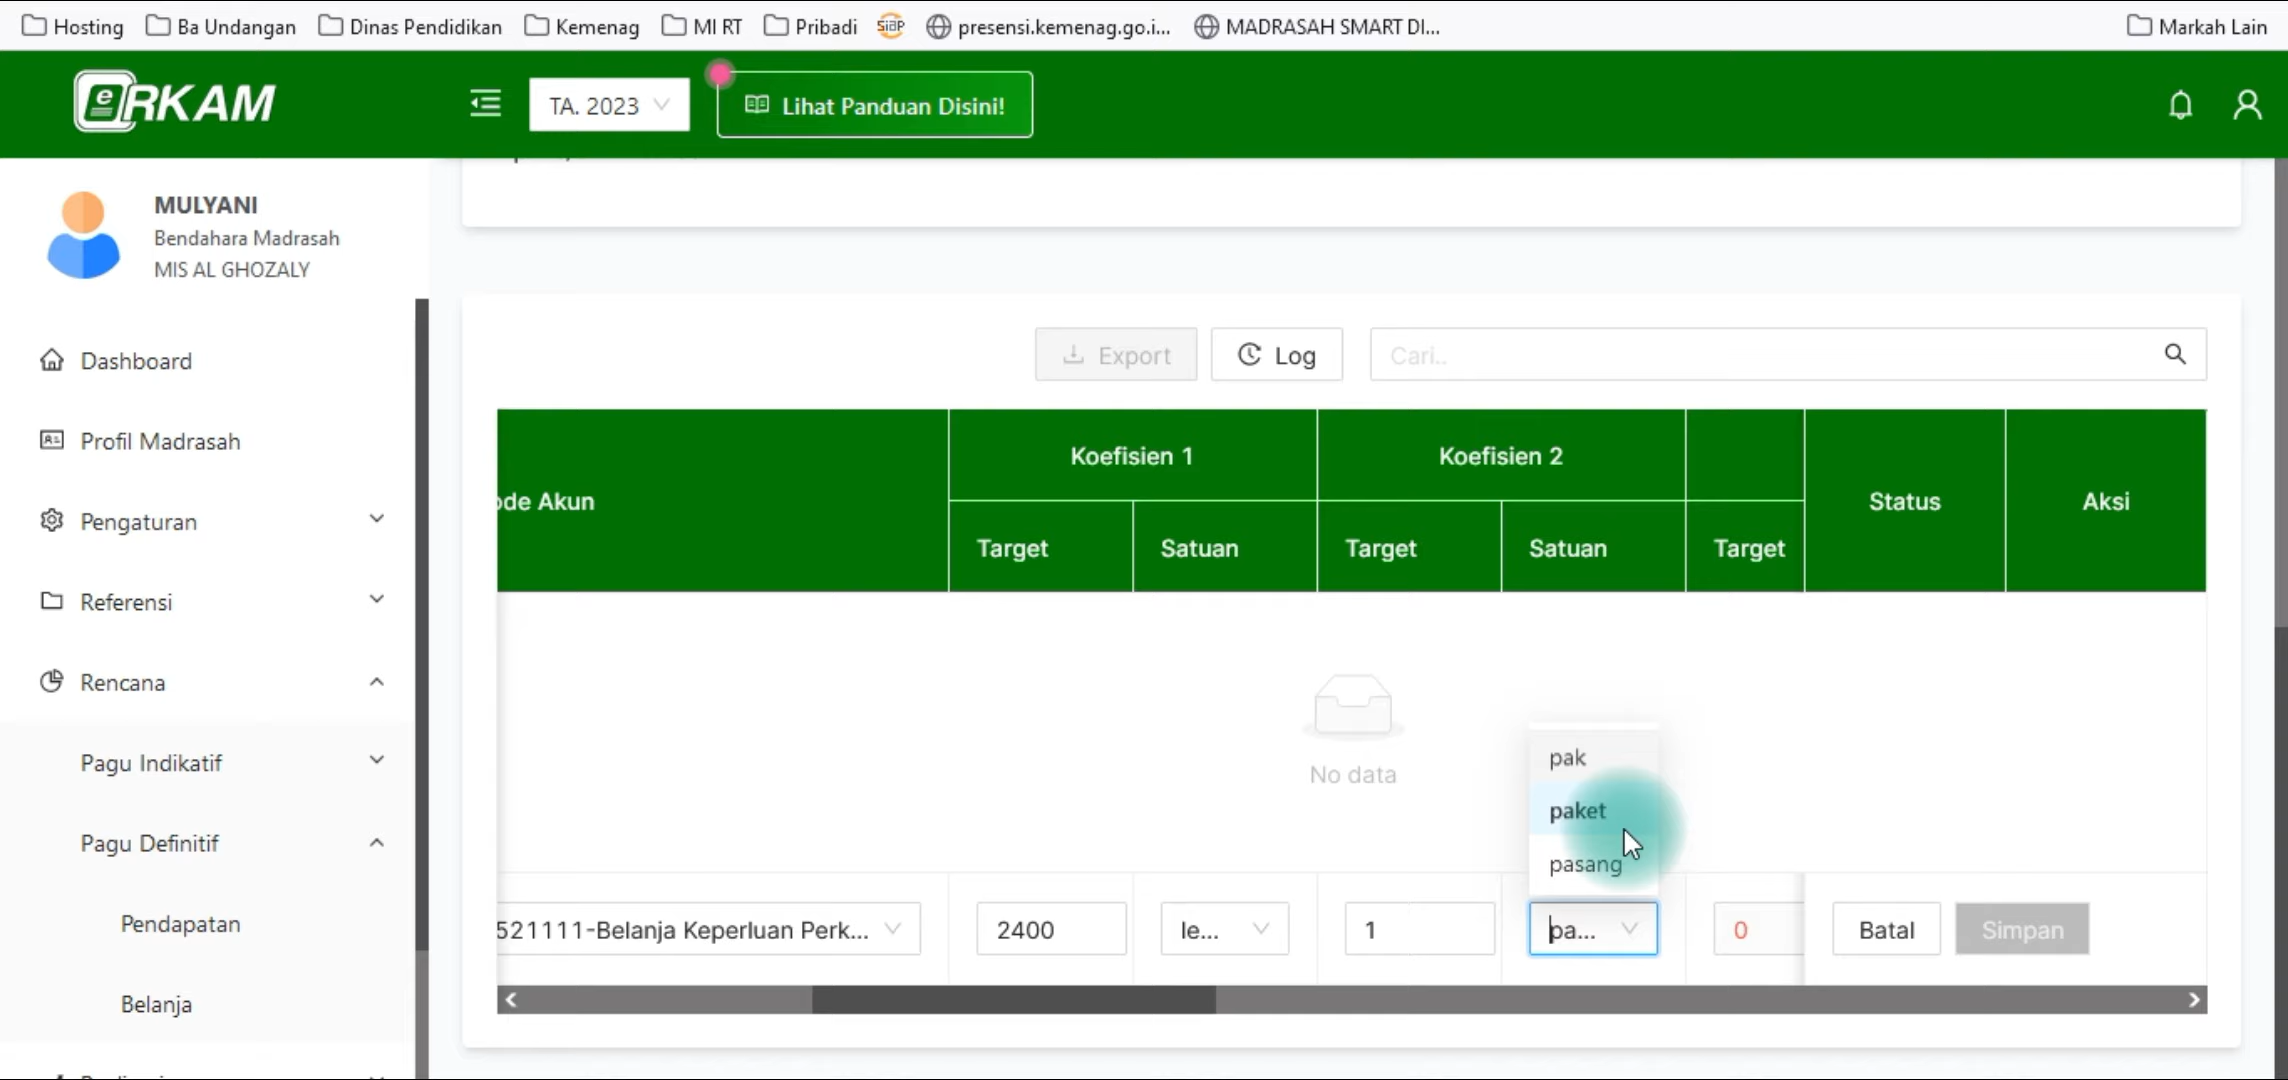 Hosting Ba Undangan Dinas Pendidikan Kemenag MI RT Pribadi SIAP presensi.kemenag.go.i... MADRASAH SMART DI... Markah Lain
eRKAM TA. 2023 Lihat Panduan Disini!
MULYANI
Bendahara Madrasah
MIS AL GHOZALY
Export Log Cari..
Dashboard
Profil Madrasah
Pengaturan
Referensi
Rencana
Pagu Indikatif
Pagu Definitif
Pendapatan
Belanja
ode Akun Koefisien 1 Koefisien 2 Status Aksi
Target Satuan Target Satuan Target
No data
pak
paket
pasang
521111-Belanja Keperluan Perk... 2400 le... 1 pa... 0 Batal Simpan